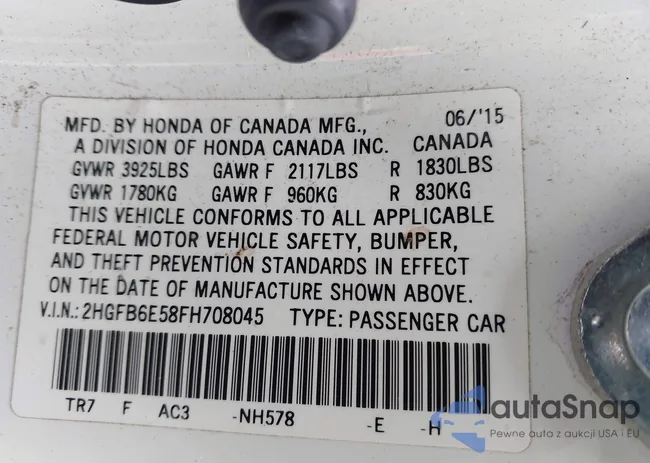 MFD. BY HONDA OF CANADA MFG., 06/'15
A DIVISION OF HONDA CANADA INC. CANADA
GVWR 3925LBS GAWR F 2117LBS R 1830LBS
GVWR 1780KG GAWR F 960KG R 830KG
THIS VEHICLE CONFORMS TO ALL APPLICABLE
FEDERAL MOTOR VEHICLE SAFETY, BUMPER,
AND THEFT PREVENTION STANDARDS IN EFFECT
ON THE DATE OF MANUFACTURE SHOWN ABOVE.
V.I.N.: 2HGFB6E58FH708045 TYPE: PASSENGER CAR
TR7 F AC3 -NH578 -E -H
autaSnap
Pewne auta z aukcji USA i EU